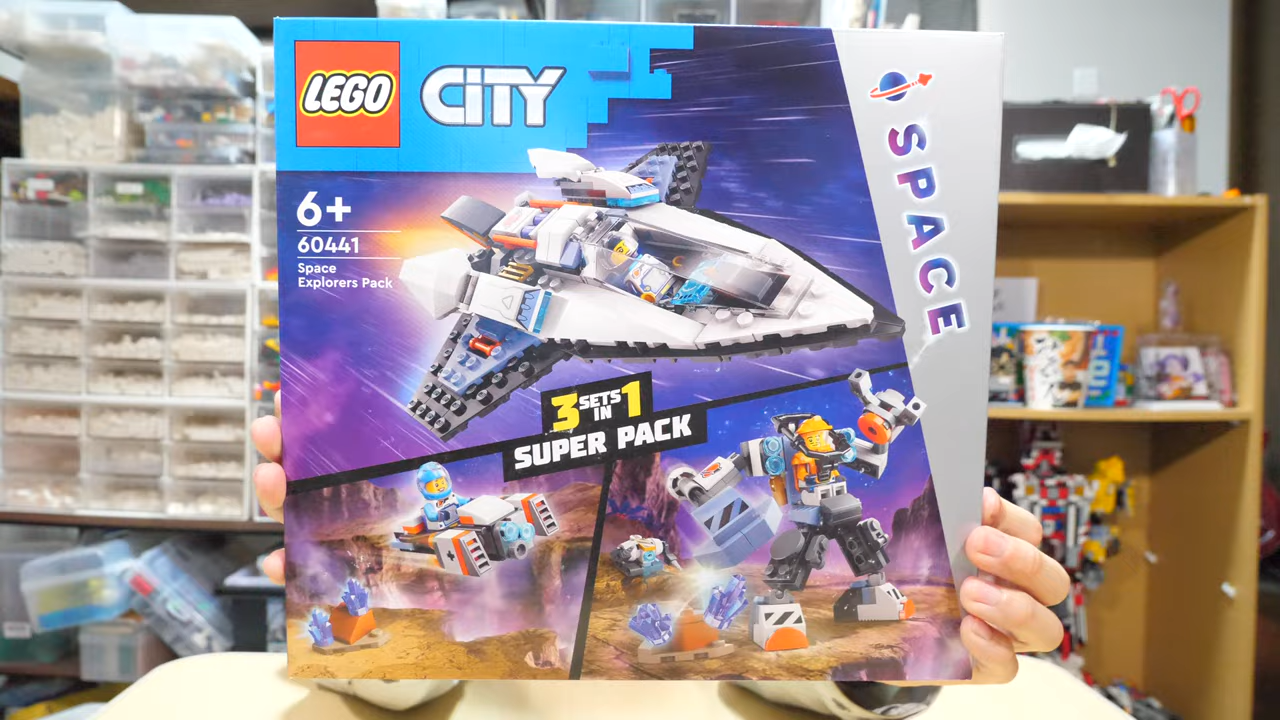 LEGO
CITY
6+
60441
Space
Explorers Pack
SPACE
3 SETS IN 1
SUPER PACK